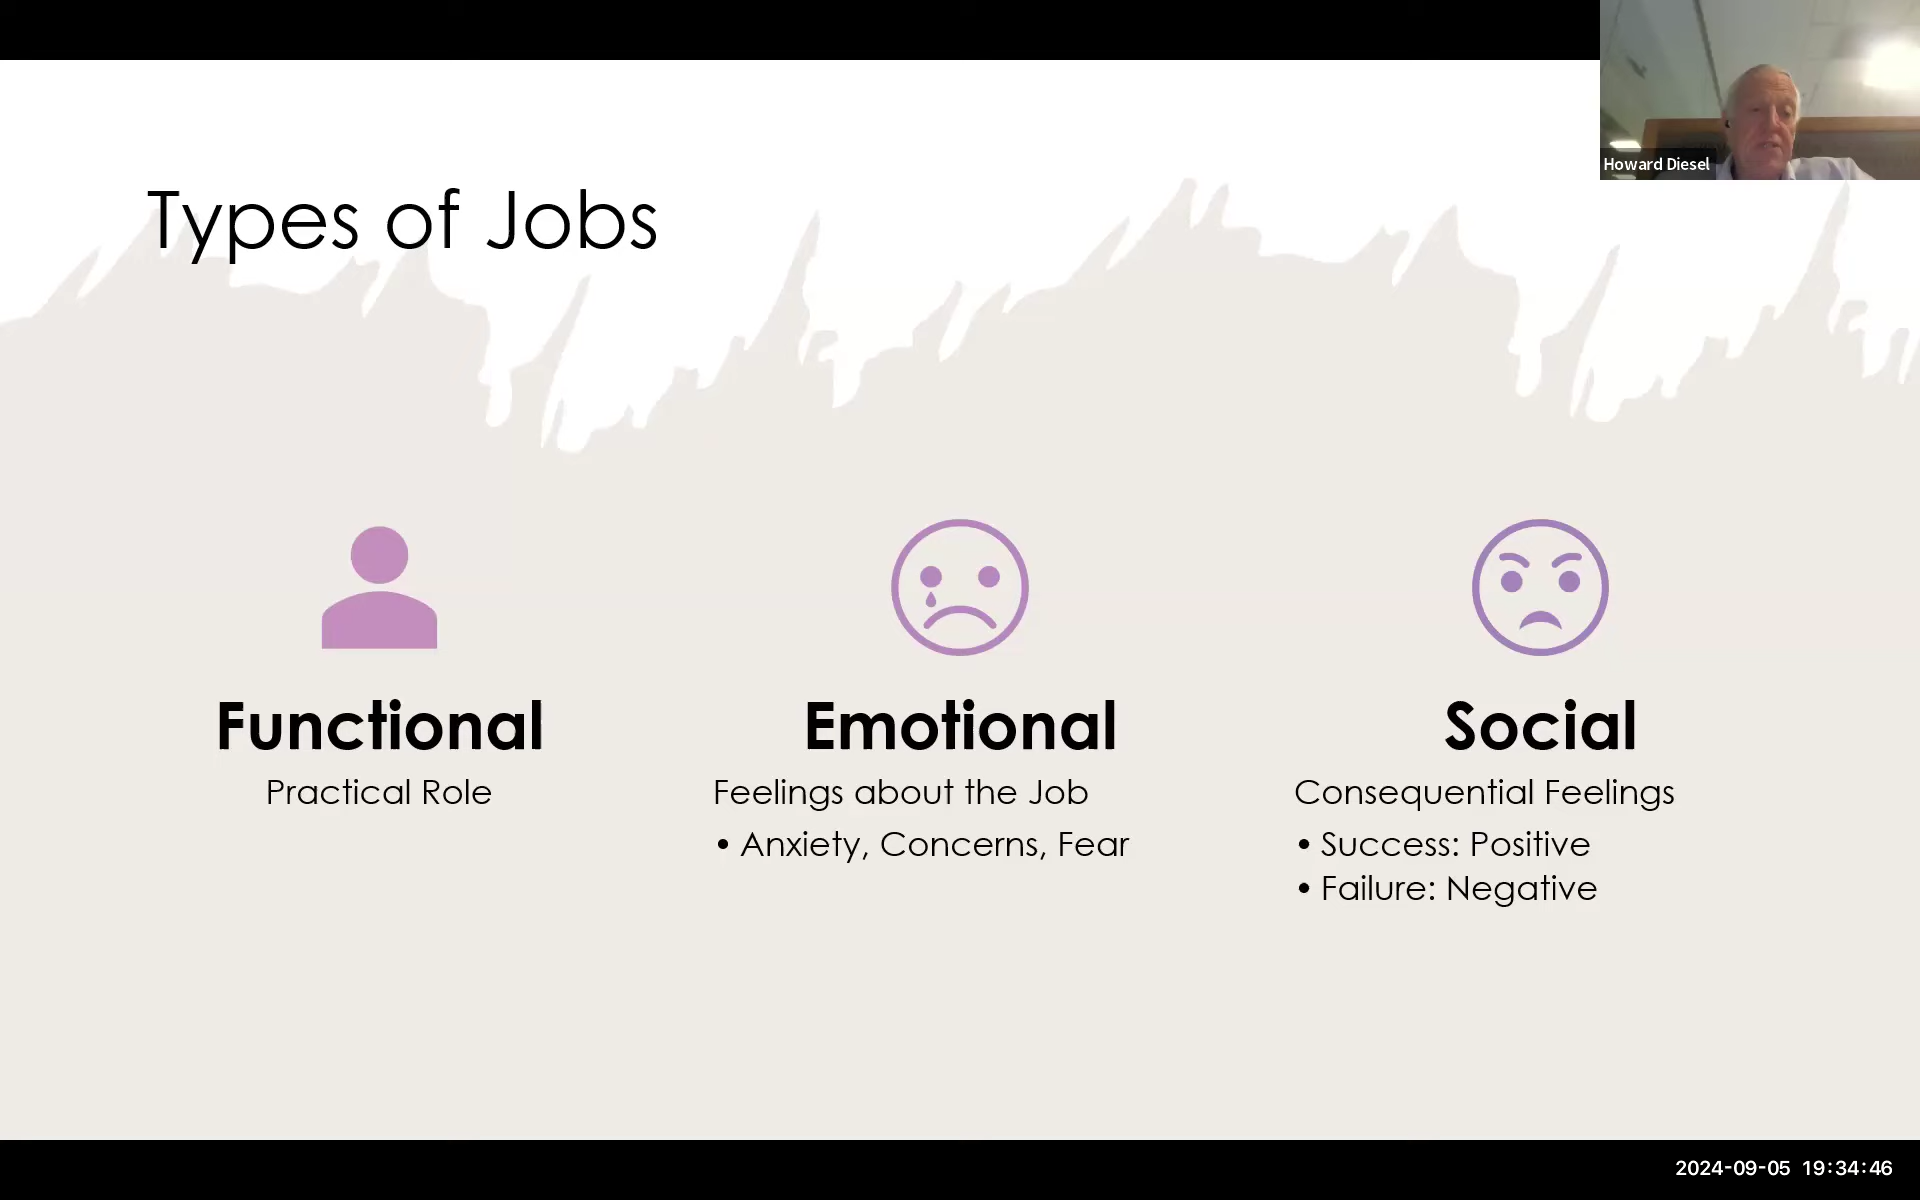 Howard Diesel
Types of Jobs
Functional
Practical Role
Emotional
Feelings about the Job
• Anxiety, Concerns, Fear
Social
Consequential Feelings
• Success: Positive
• Failure: Negative
2024-09-05 19:34:46